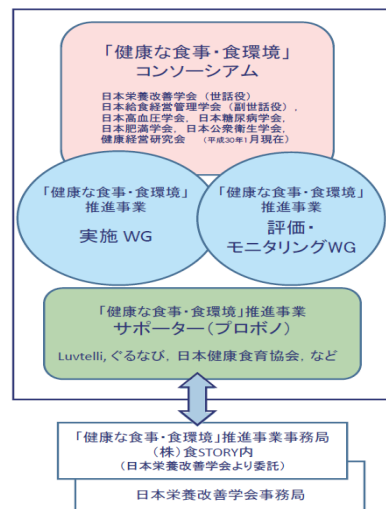 「健康な食事・食環境」
コンソーシアム
日本栄養改善学会(世話役)
日本給食経営管理学会(副世話役),
日本高血圧学会, 日本糖尿病学会,
日本肥満学会, 日本公衆衛生学会,
健康経営研究会 (平成30年1月現在)
「健康な食事・食環境」
推進事業
実施 WG
「健康な食事・食環境」
推進事業
評価・
モニタリングWG
「健康な食事・食環境」推進事業
サポーター(プロボノ)
Luvtelli, ぐるなび, 日本健康食育協会, など
「健康な食事・食環境」推進事業事務局
(株)食STORY内
(日本栄養改善学会より委託)
日本栄養改善学会事務局